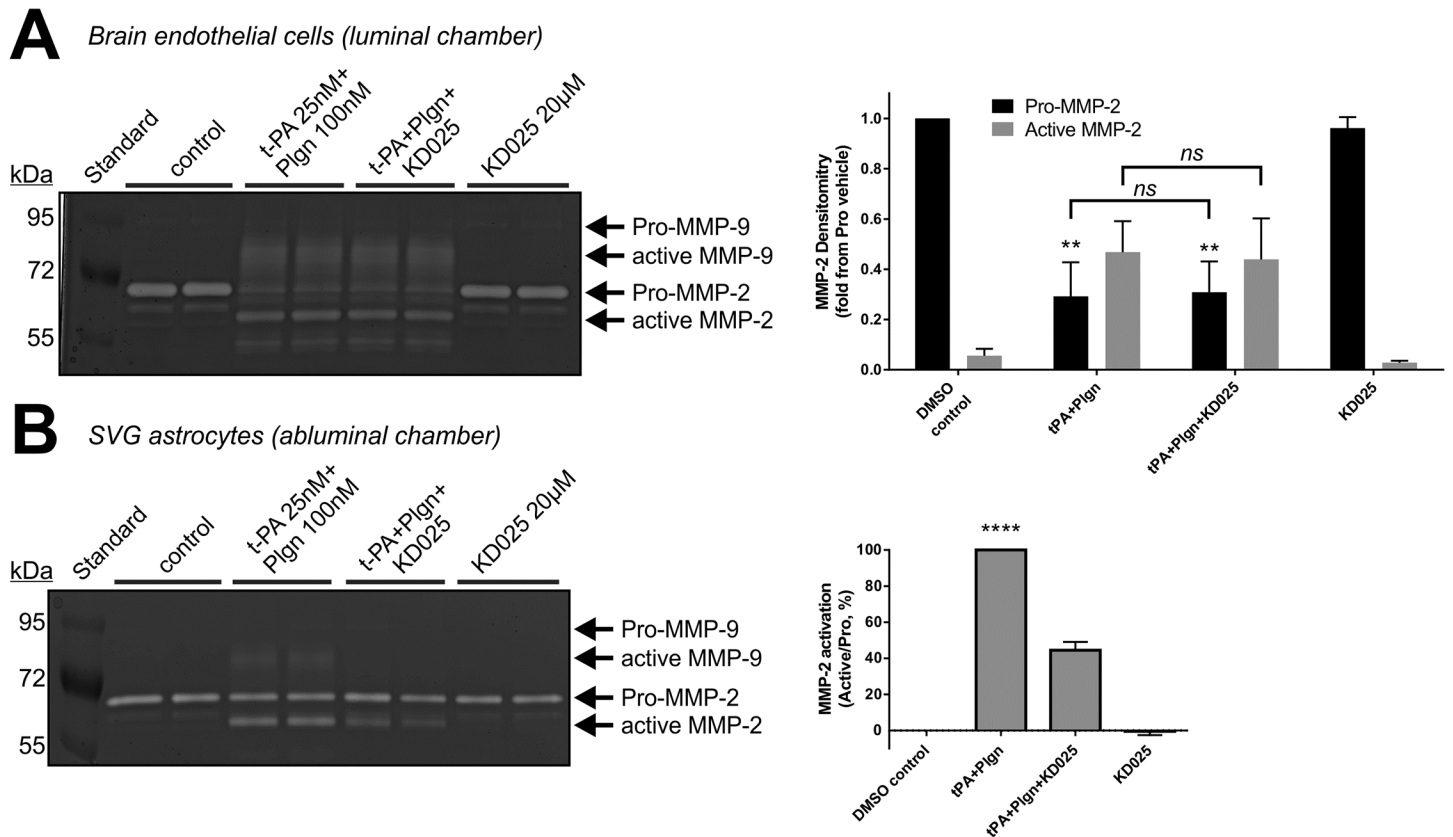 A
Brain endothelial cells (luminal chamber)
kDa
Standard
control
t-PA 25nM+
Plgn 100nM
t-PA+Plgn+
KD025
KD025 20µM
95
72
55
Pro-MMP-9
active MMP-9
Pro-MMP-2
active MMP-2
MMP-2 Densitomitry
(fold from Pro vehicle)
1.0
0.8
0.6
0.4
0.2
0.0
Pro-MMP-2
Active MMP-2
ns
ns
**
**
DMSO
control
tPA+Plgn
tPA+Plgn+KD025
KD025
B
SVG astrocytes (abluminal chamber)
kDa
Standard
control
t-PA 25nM+
Plgn 100nM
t-PA+Plgn+
KD025
KD025 20µM
95
72
55
Pro-MMP-9
active MMP-9
Pro-MMP-2
active MMP-2
MMP-2 activation
(Active/Pro, %)
100
80
60
40
20
0
****
DMSO control
tPA+Plgn
tPA+Plgn+KD025
KD025